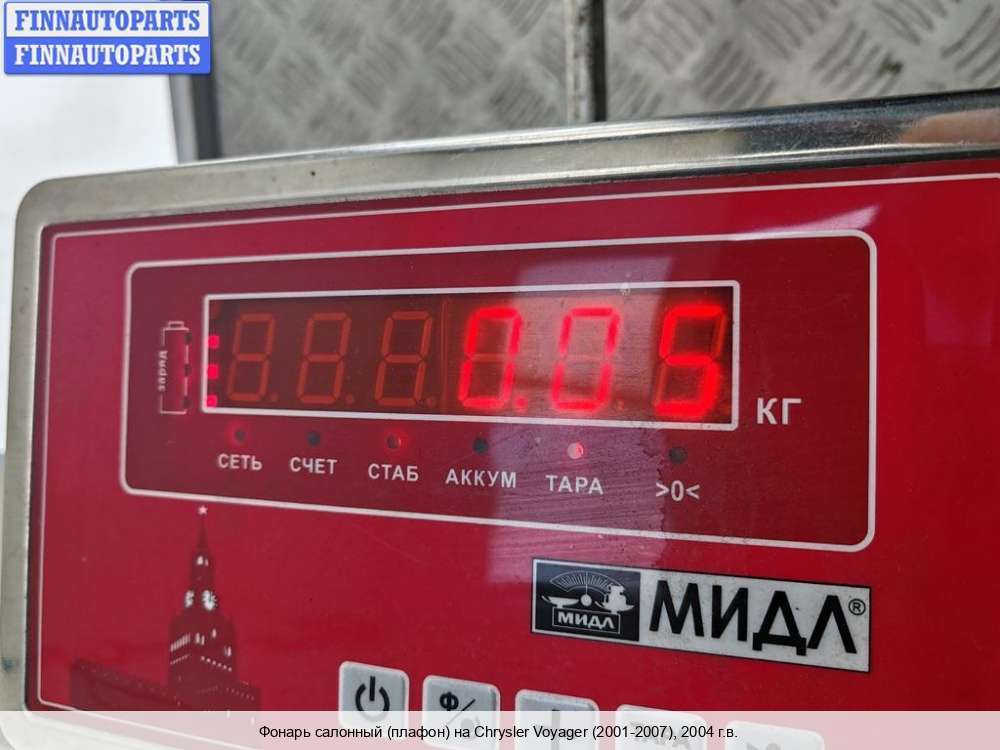 FINNAUTOPARTS
FINNAUTOPARTS
заряд
0.05
КГ
СЕТЬ СЧЕТ СТАБ АККУМ ТАРА >0<
МИДЛ
МИДЛ®
Фонарь салонный (плафон) на Chrysler Voyager (2001-2007), 2004 г.в.